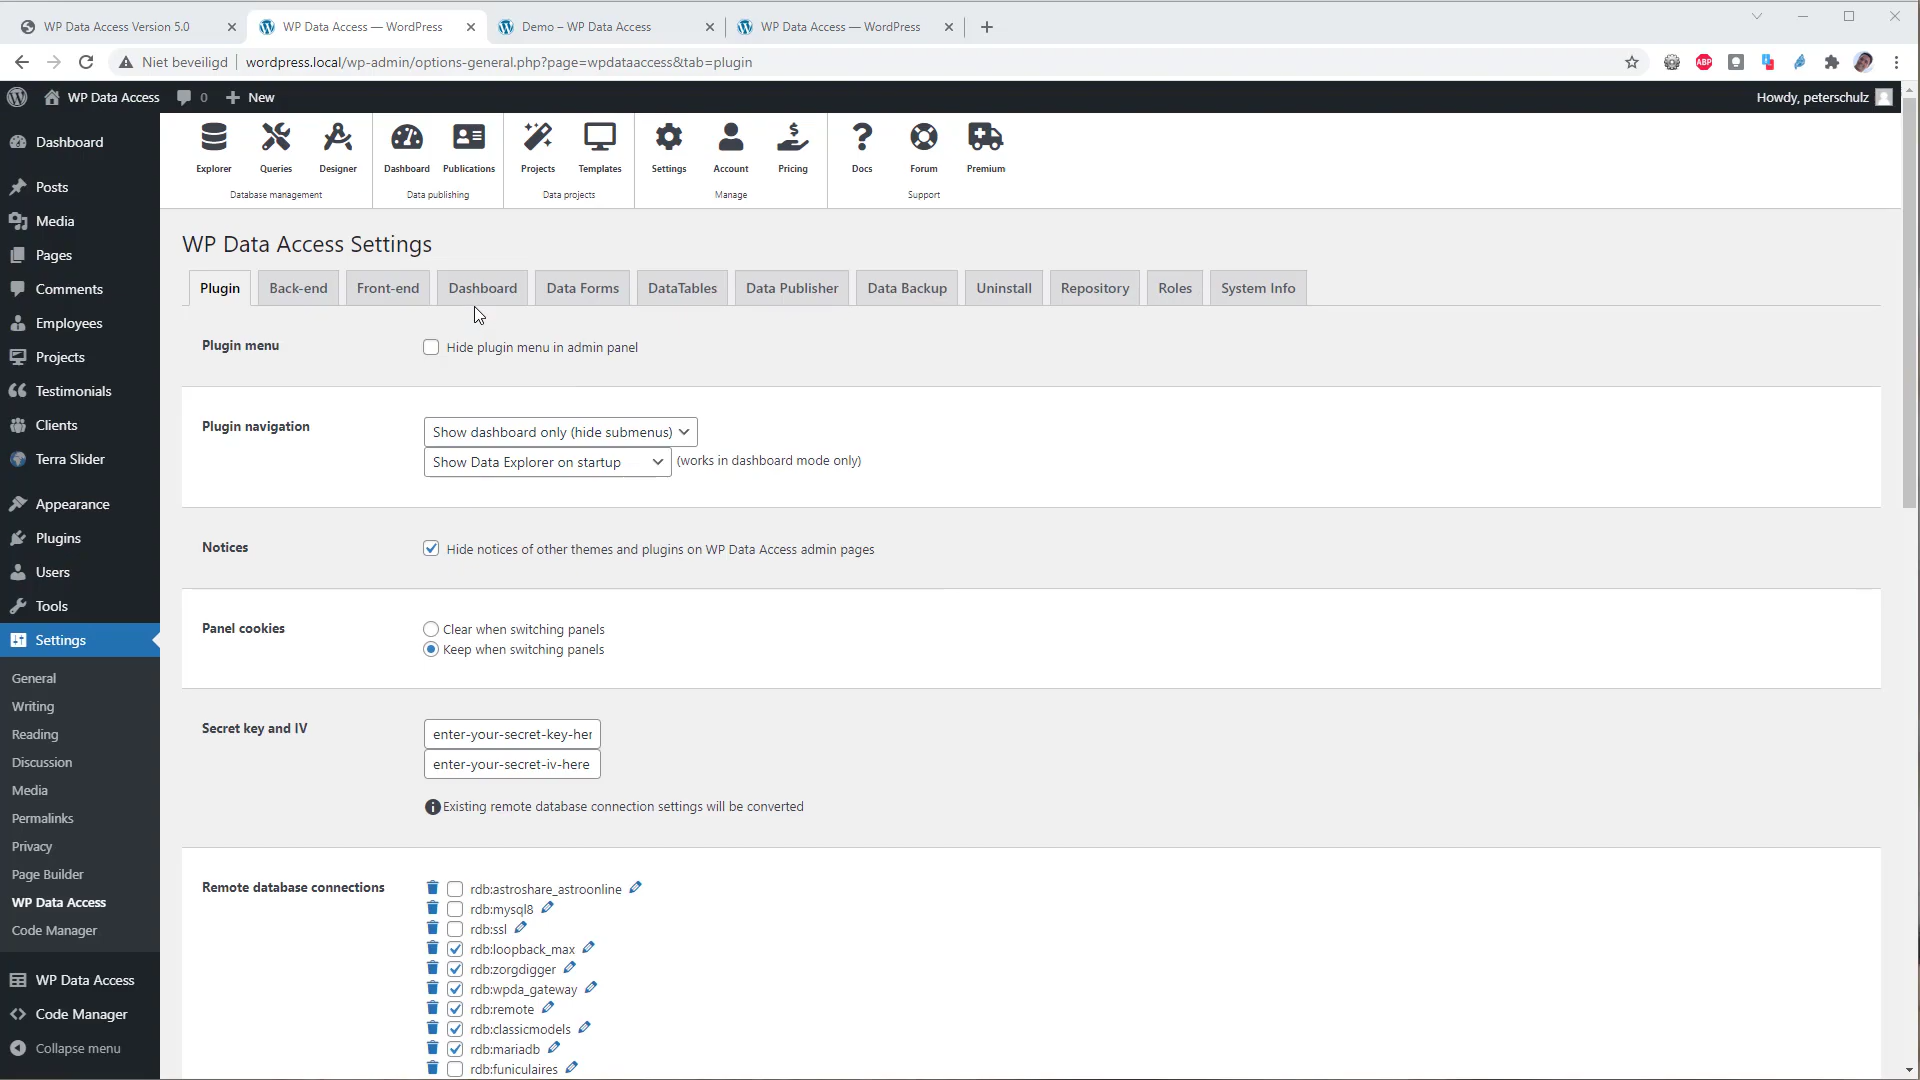 WP Data Access Version 5.0
WP Data Access — WordPress
Demo – WP Data Access
WP Data Access — WordPress
Niet beveiligd
wordpress.local/wp-admin/options-general.php?page=wpdataaccess&tab=plugin
ABP
WP Data Access
0
New
Howdy, peterschulz
Dashboard
Posts
Media
Pages
Comments
Employees
Projects
Testimonials
Clients
Terra Slider
Appearance
Plugins
Users
Tools
Settings
General
Writing
Reading
Discussion
Media
Permalinks
Privacy
Page Builder
WP Data Access
Code Manager
WP Data Access
Code Manager
Collapse menu
Explorer Queries Designer Dashboard Publications Projects Templates Settings Account Pricing Docs Forum Premium
Database management Data publishing Data projects Manage Support
WP Data Access Settings
Plugin Back-end Front-end Dashboard Data Forms DataTables Data Publisher Data Backup Uninstall Repository Roles System Info
Plugin menu
Hide plugin menu in admin panel
Plugin navigation
Show dashboard only (hide submenus)
Show Data Explorer on startup (works in dashboard mode only)
Notices
Hide notices of other themes and plugins on WP Data Access admin pages
Panel cookies
Clear when switching panels
Keep when switching panels
Secret key and IV
enter-your-secret-key-her
enter-your-secret-iv-here
Existing remote database connection settings will be converted
Remote database connections
rdb:astroshare_astroonline
rdb:mysql8
rdb:ssl
rdb:loopback_max
rdb:zorgdigger
rdb:wpda_gateway
rdb:remote
rdb:classicmodels
rdb:mariadb
rdb:funiculaires